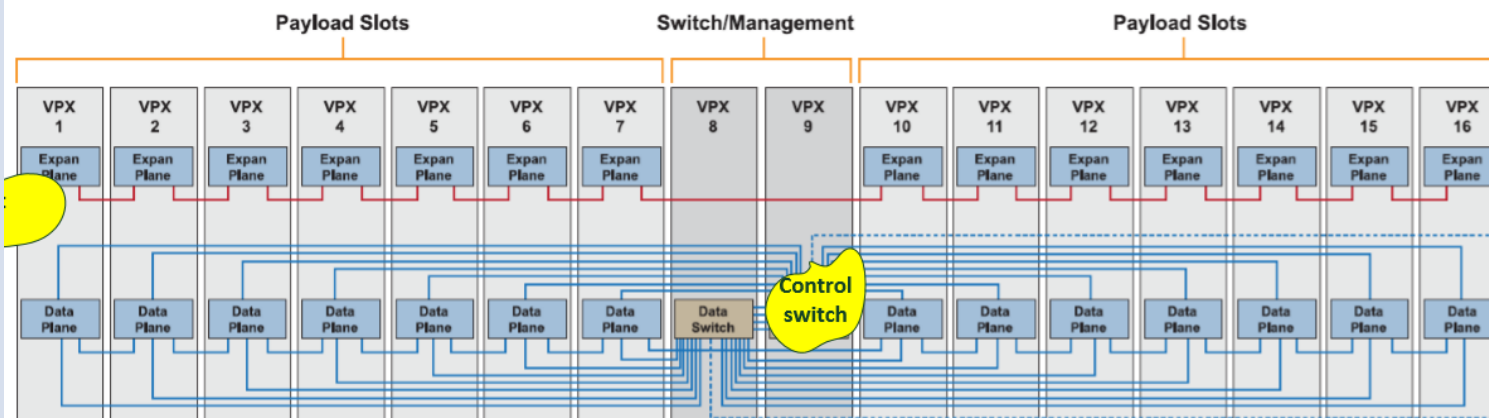 Payload Slots Switch/Management Payload Slots
VPX VPX VPX VPX VPX VPX VPX VPX VPX VPX VPX VPX VPX VPX VPX VPX
1 2 3 4 5 6 7 8 9 10 11 12 13 14 15 16
Expan Expan Expan Expan Expan Expan Expan Expan Expan Expan Expan Expan Expan Expan
Plane Plane Plane Plane Plane Plane Plane Plane Plane Plane Plane Plane Plane Plane
Control
switch
Data Data Data Data Data Data Data Data Data Data Data Data Data Data Data
Plane Plane Plane Plane Plane Plane Plane Switch Plane Plane Plane Plane Plane Plane Plane